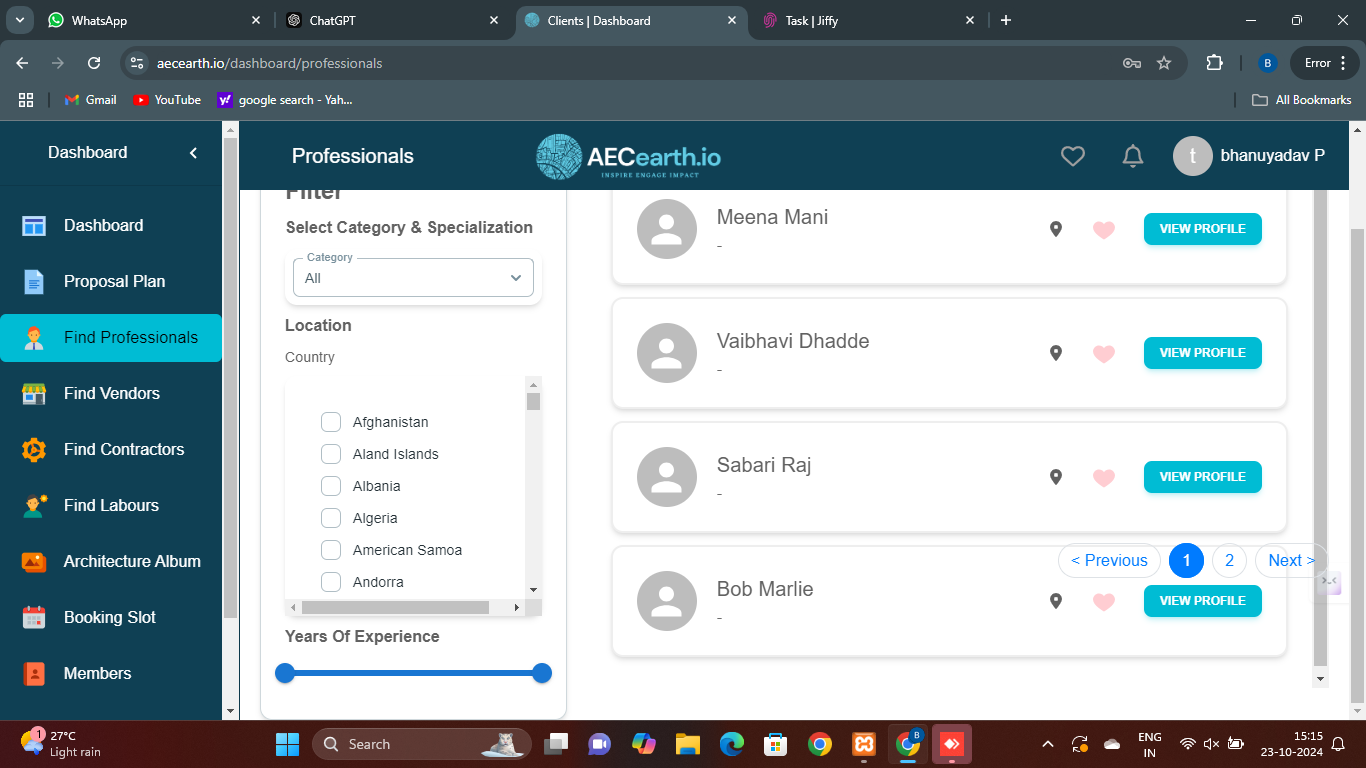 WhatsApp
ChatGPT
Clients | Dashboard
Task | Jiffy
aecearth.io/dashboard/professionals
B
Error
Gmail
YouTube
google search - Yah...
All Bookmarks
Dashboard
Professionals
AECearth.io
INSPIRE ENGAGE IMPACT
t
bhanuyadav P
Dashboard
Proposal Plan
Find Professionals
Find Vendors
Find Contractors
Find Labours
Architecture Album
Booking Slot
Members
Filter
Select Category & Specialization
Category
All
Location
Country
Afghanistan
Aland Islands
Albania
Algeria
American Samoa
Andorra
Years Of Experience
Meena Mani
-
VIEW PROFILE
Vaibhavi Dhadde
-
VIEW PROFILE
Sabari Raj
-
VIEW PROFILE
< Previous
1
2
Next >
Bob Marlie
-
VIEW PROFILE
1
27°C
Light rain
Search
B
ENG
IN
15:15
23-10-2024